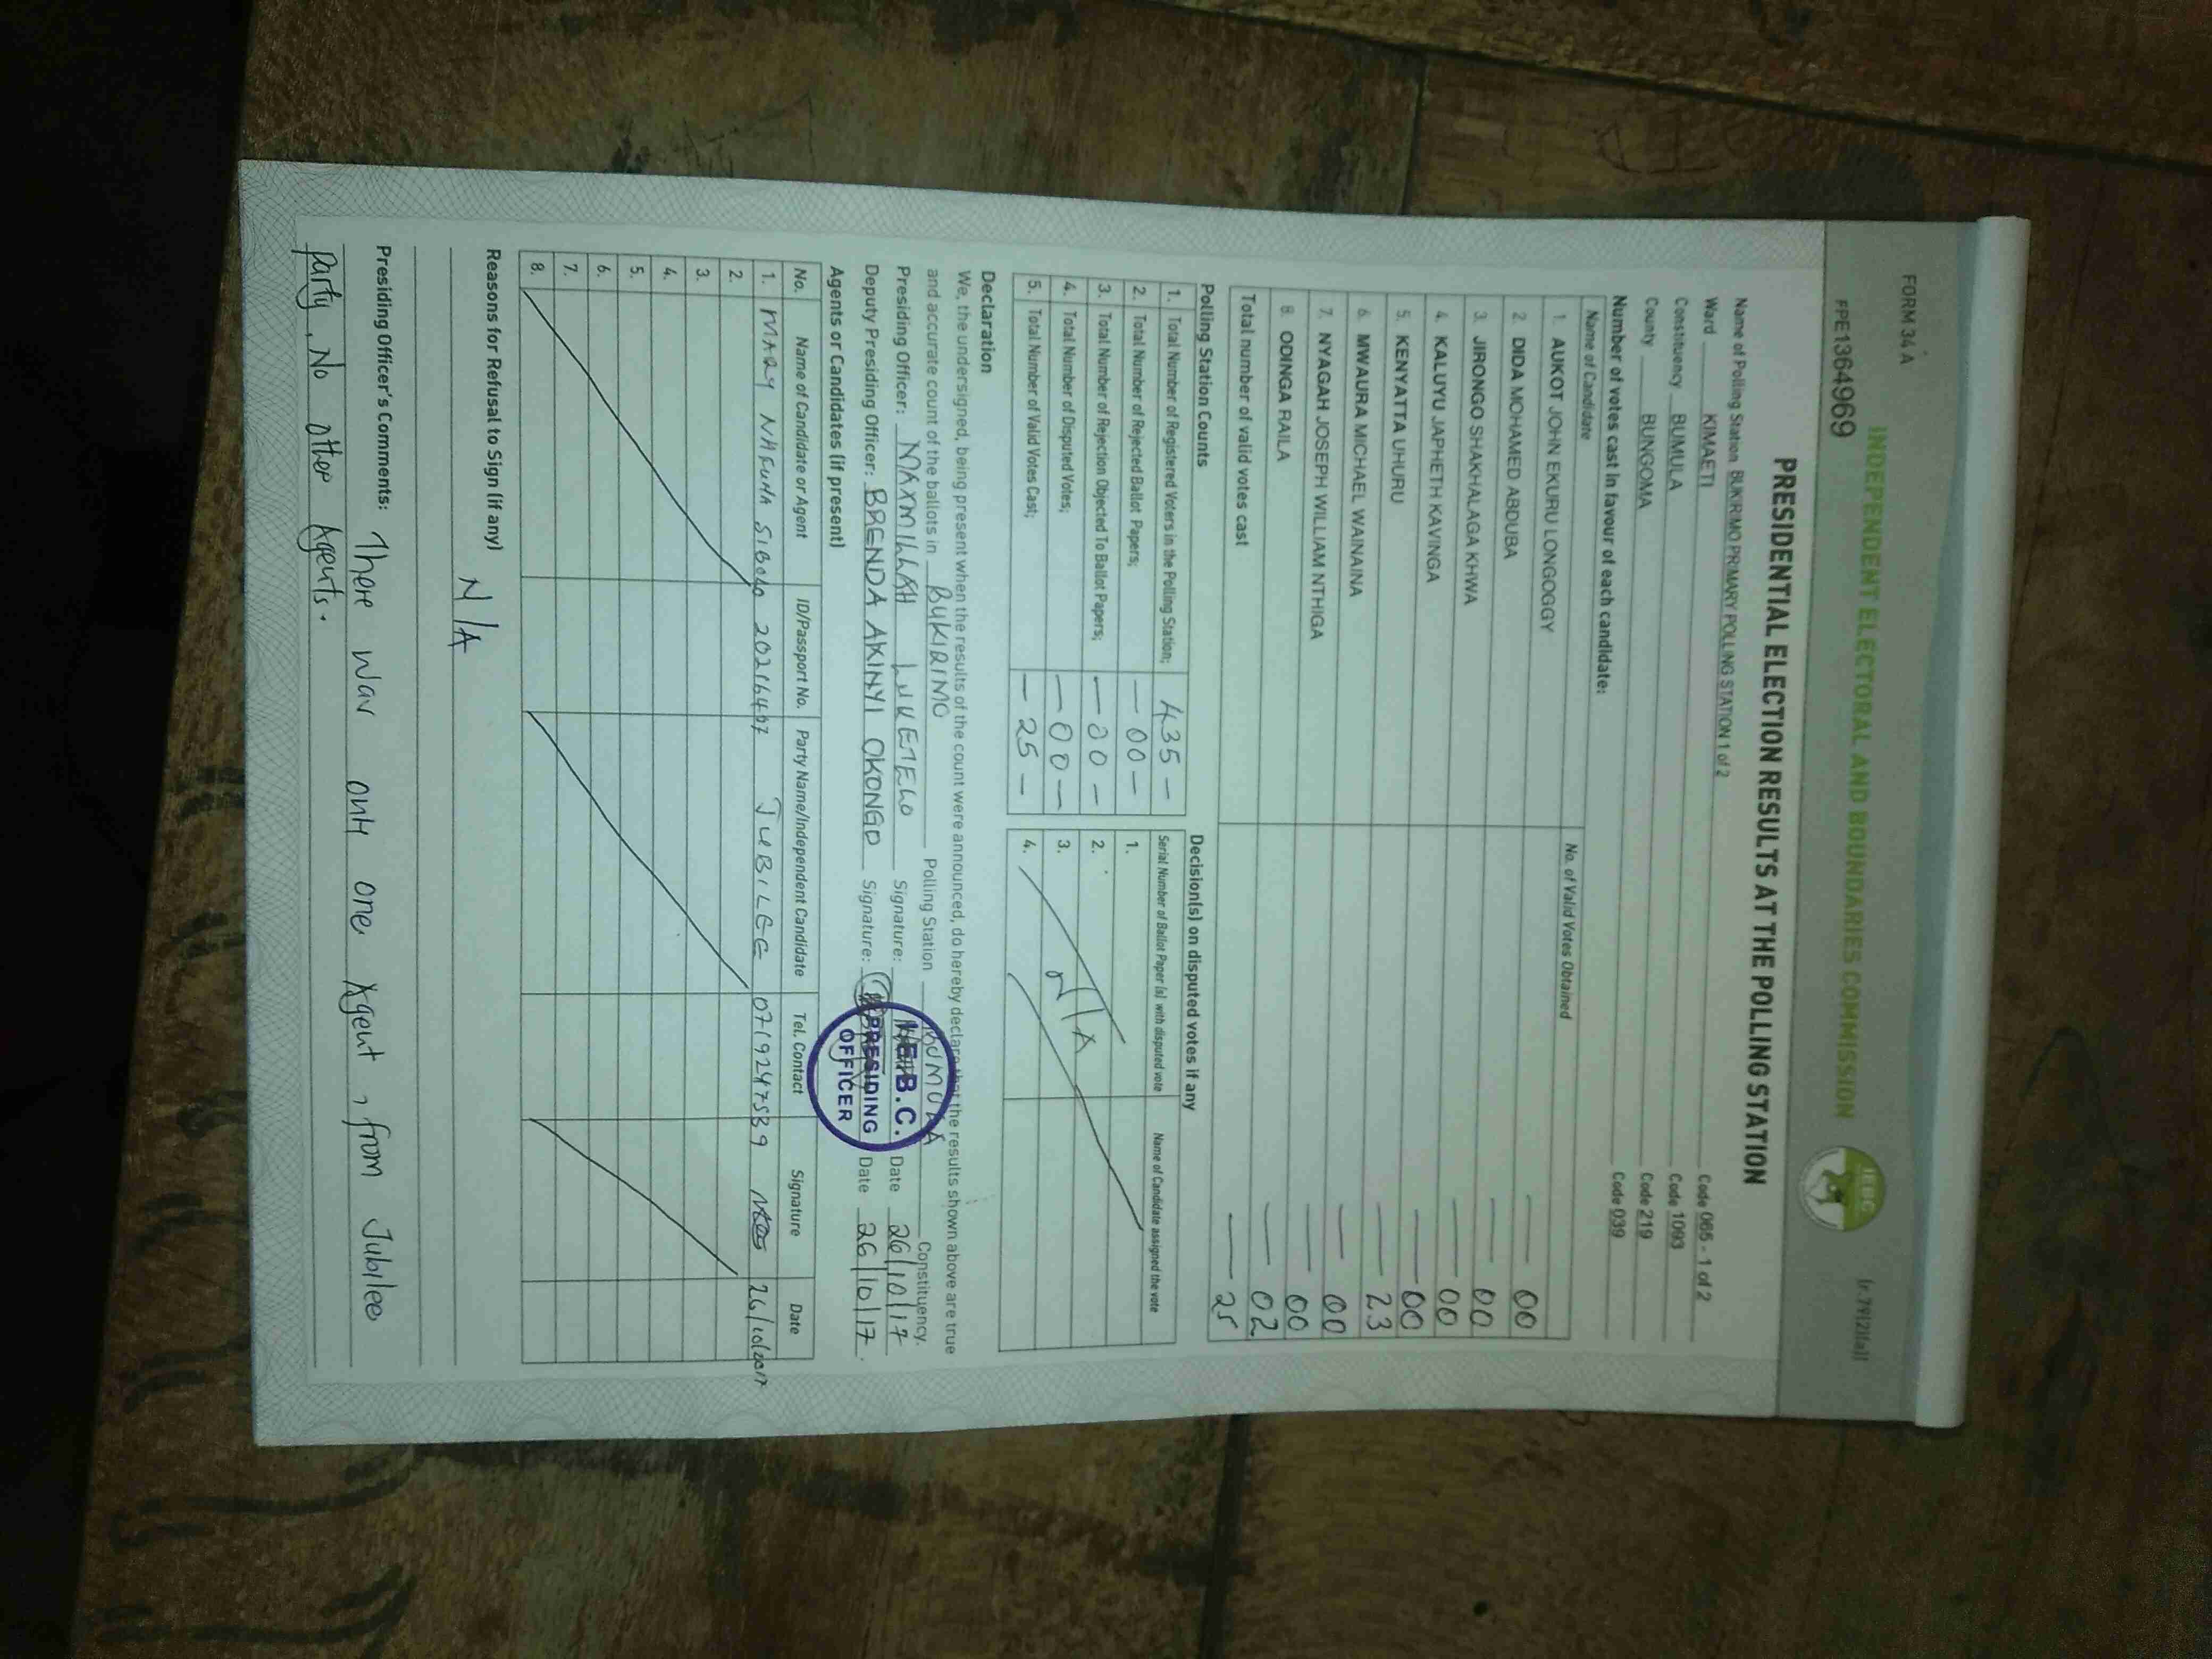 FORM 34 A
(r.79(2)(a))
INDEPENDENT ELECTORAL AND BOUNDARIES COMMISSION
IEBC
FPE1364969
PRESIDENTIAL ELECTION RESULTS AT THE POLLING STATION
Name of Polling Station BUKIRIMO PRIMARY POLLING STATION 1 of 2 Code 065 - 1 of 2
Ward KIMAETI Code 1093
Constituency BUMULA Code 219
County BUNGOMA Code 039
Number of votes cast in favour of each candidate:
Name of Candidate No. of Valid Votes Obtained
1. AUKOT JOHN EKURU LONGOGGY — 00
2. DIDA MOHAMED ABDUBA — 00
3. JIRONGO SHAKHALAGA KHWA — 00
4. KALUYU JAPHETH KAVINGA — 00
5. KENYATTA UHURU — 23
6. MWAURA MICHAEL WAINAINA — 00
7. NYAGAH JOSEPH WILLIAM NTHIGA — 00
8. ODINGA RAILA — 02
Total number of valid votes cast — 25
Polling Station Counts
1. Total Number of Registered Voters in the Polling Station; 435 —
2. Total Number of Rejected Ballot Papers; — 00 —
3. Total Number of Rejection Objected To Ballot Papers; — 00 —
4. Total Number of Disputed Votes; — 00 —
5. Total Number of Valid Votes Cast; — 25 —
Decision(s) on disputed votes if any
Serial Number of Ballot Paper (s) with disputed vote Name of Candidate assigned the vote
1.
2.
3. N/A
4.
Declaration
We, the undersigned, being present when the results of the count were announced, do hereby declare that the results shown above are true
and accurate count of the ballots in BUKIRIMO Polling Station BUMULA Constituency.
Presiding Officer: MAXMILLAH LUKETELO Signature: Date 26/10/17
Deputy Presiding Officer: BRENDA AKINYI OKONGO Signature: Date 26/10/17
I.E.B.C.
PRESIDING
OFFICER
Agents or Candidates (if present)
No. Name of Candidate or Agent ID/Passport No. Party Name/Independent Candidate Tel. Contact Signature Date
1. MARY JUBILEE 0719247539 26/10/2017
2.
3.
4.
5.
6.
7.
8.
Reasons for Refusal to Sign (if any)
N/A
Presiding Officer's Comments: There was only one Agent, from Jubilee
party. No other Agents.